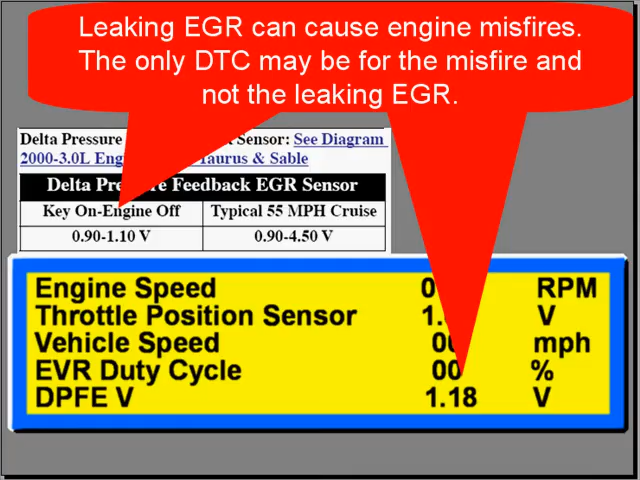 Leaking EGR can cause engine misfires.
The only DTC may be for the misfire and
not the leaking EGR.
Delta Pressure Sensor: See Diagram
2000-3.0L Taurus & Sable
Delta Feedback EGR Sensor
Key On-Engine Off Typical 55 MPH Cruise
0.90-1.10 V 0.90-4.50 V
Engine Speed RPM
Throttle Position Sensor V
Vehicle Speed mph
EVR Duty Cycle 00 %
DPFE V 1.18 V